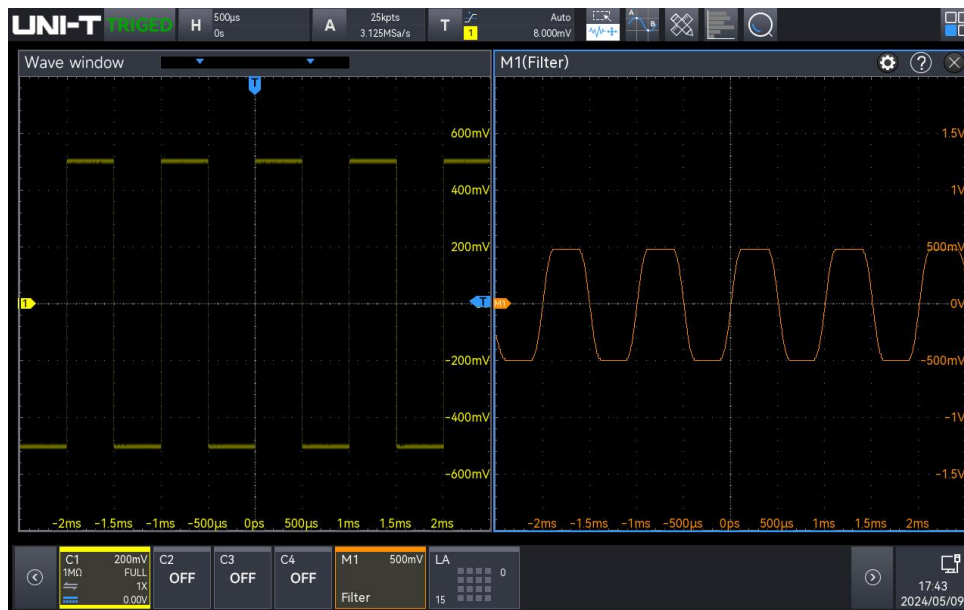 UNI-T TRIGED H 500μs 0s A 25kpts 3.125MSa/s T 1 Auto 8.000mV A B
Wave window
T
600mV
400mV
200mV
1 T
-200mV
-400mV
-600mV
-2ms -1.5ms -1ms -500μs 0ps 500μs 1ms 1.5ms 2ms
M1(Filter) ?
1.5V
1V
500mV
M1 0V
-500mV
-1V
-1.5V
-2ms -1.5ms -1ms -500μs 0ps 500μs 1ms 1.5ms 2ms
C1 200mV
1MΩ FULL
1X
0.00V
C2
OFF
C3
OFF
C4
OFF
M1 500mV
Filter
LA
0
15
17:43
2024/05/09